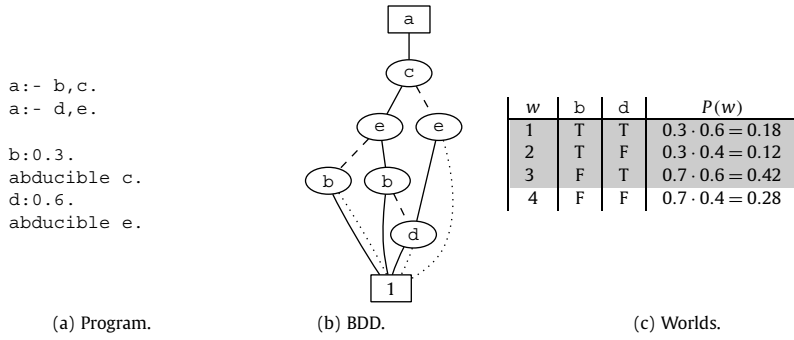 a:- b,c.
a:- d,e.
b:0.3.
abducible c.
d:0.6.
abducible e.
(a) Program.
a
c
e e
b b
d
1
(b) BDD.
w b d P(w)
1 T T 0.3 · 0.6 = 0.18
2 T F 0.3 · 0.4 = 0.12
3 F T 0.7 · 0.6 = 0.42
4 F F 0.7 · 0.4 = 0.28
(c) Worlds.